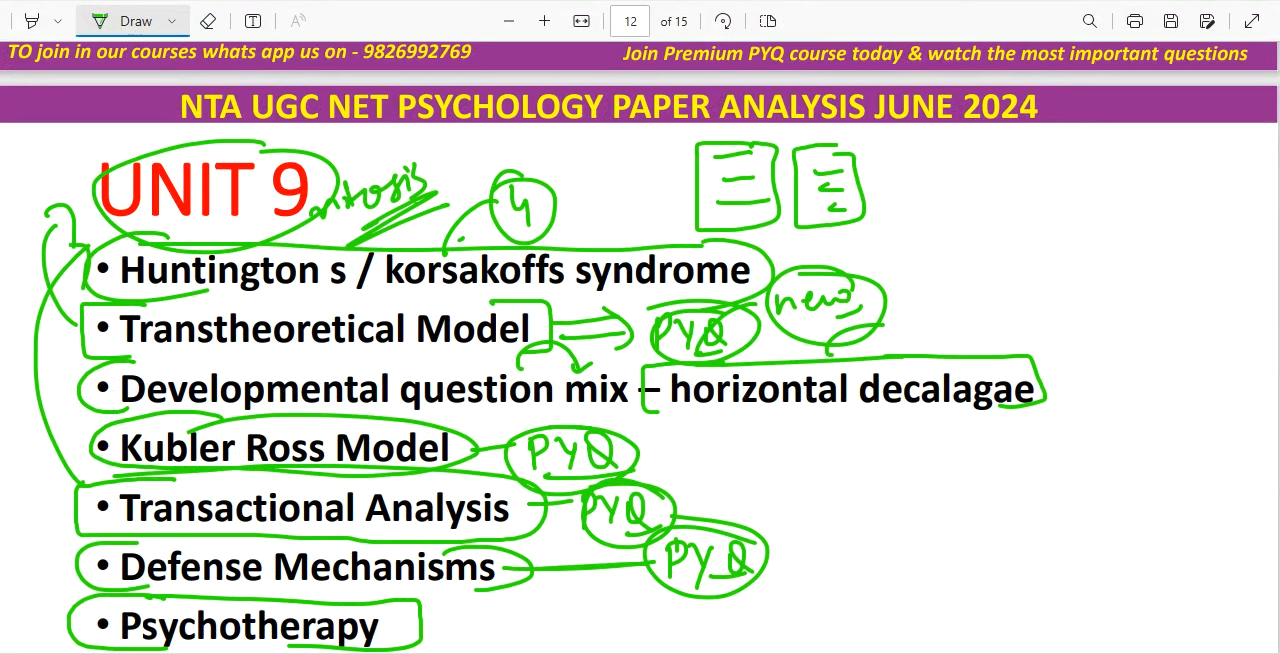 Draw
12 of 15
TO join in our courses whats app us on - 9826992769 Join Premium PYQ course today & watch the most important questions
NTA UGC NET PSYCHOLOGY PAPER ANALYSIS JUNE 2024
UNIT 9
4
• Huntington s / korsakoffs syndrome
new
• Transtheoretical Model PYQ
• Developmental question mix – horizontal decalagae
• Kubler Ross Model PYQ
• Transactional Analysis PYQ
• Defense Mechanisms PYQ
• Psychotherapy